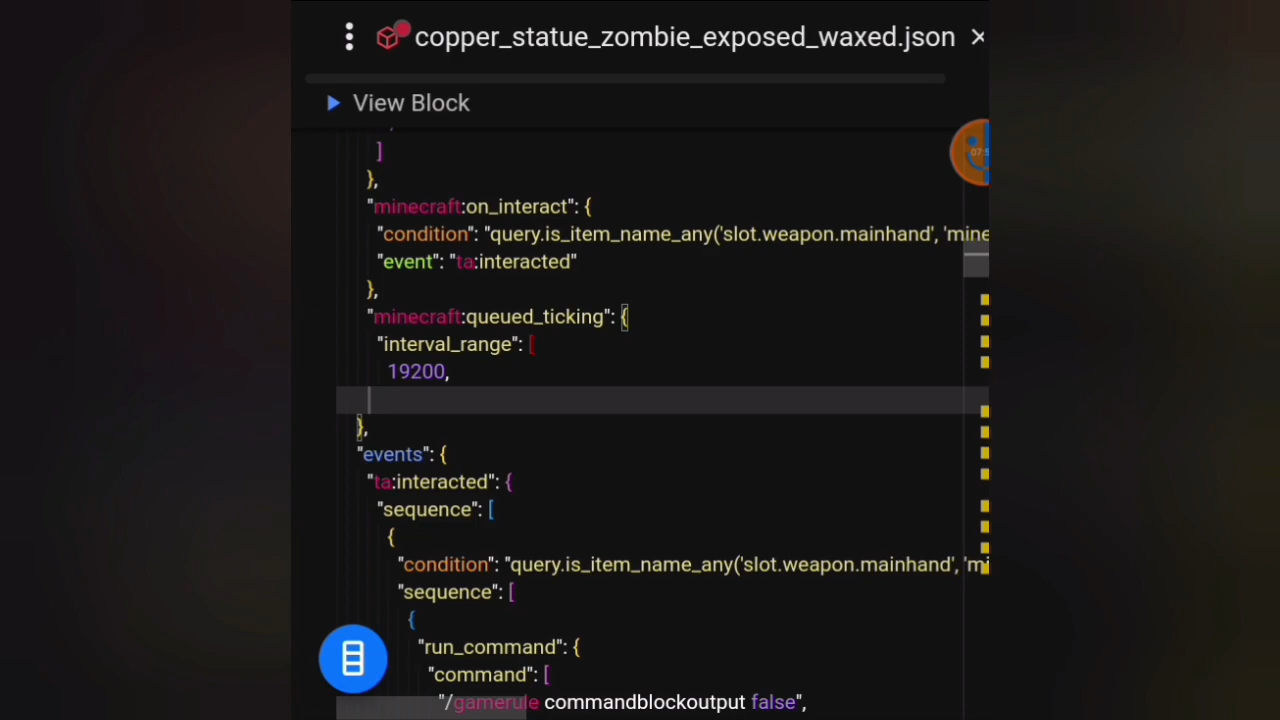 copper_statue_zombie_exposed_waxed.json ×
View Block
]
},
"minecraft:on_interact": {
"condition": "query.is_item_name_any('slot.weapon.mainhand', 'mine
"event": "ta:interacted"
},
"minecraft:queued_ticking": {
"interval_range": [
19200,
},
"events": {
"ta:interacted": {
"sequence": [
{
"condition": "query.is_item_name_any('slot.weapon.mainhand', 'mi
"sequence": [
{
"run_command": {
"command": [
"/gamerule commandblockoutput false",